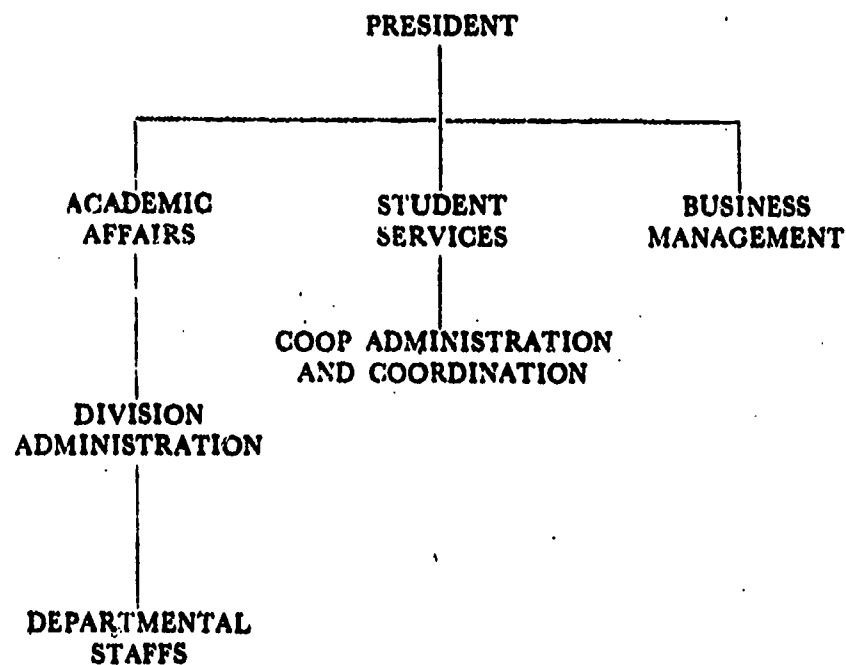 PRESIDENT
ACADEMIC
AFFAIRS
STUDENT
SERVICES
BUSINESS
MANAGEMENT
COOP ADMINISTRATION
AND COORDINATION
DIVISION
ADMINISTRATION
DEPARTMENTAL
STAFFS